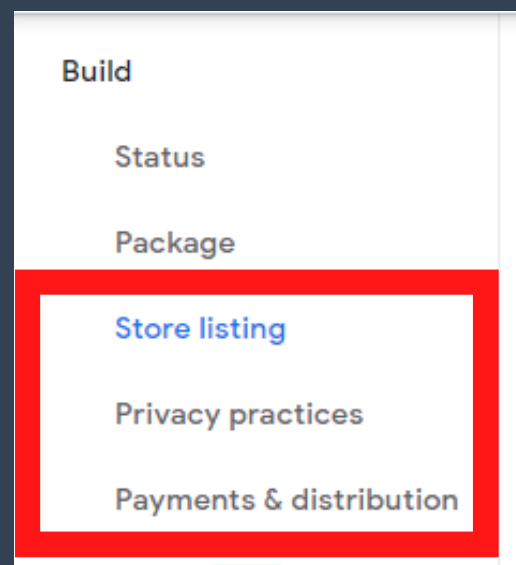 Build
Status
Package
Store listing
Privacy practices
Payments & distribution